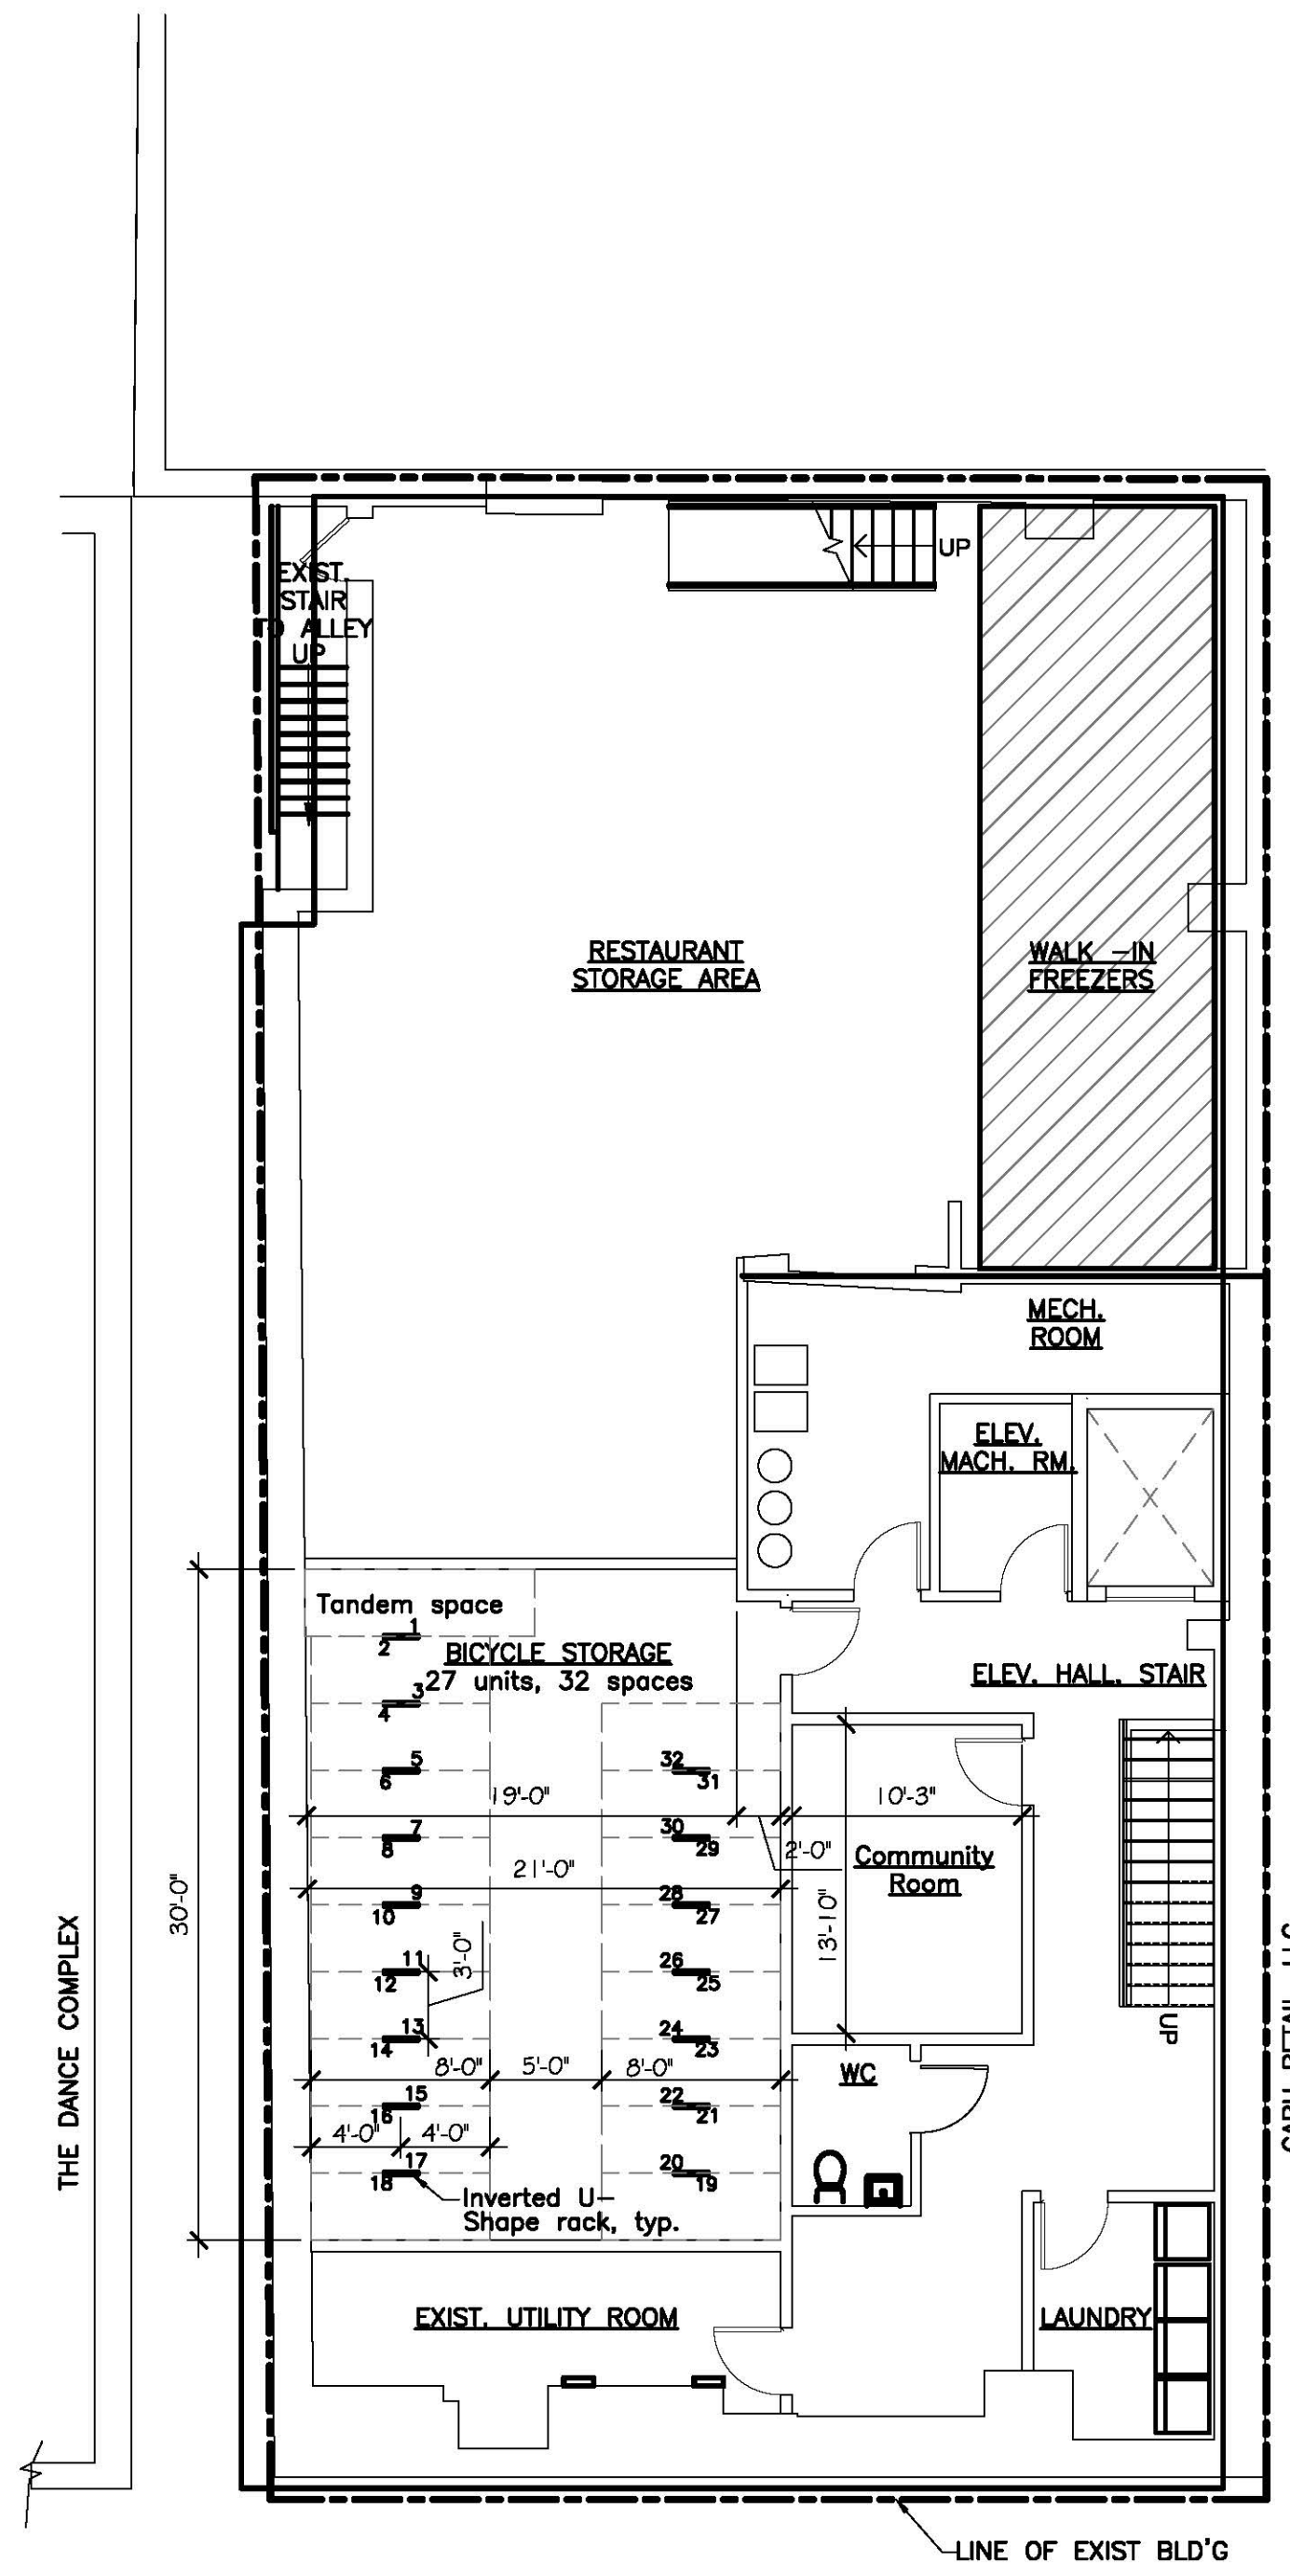 UP
EXIST.
STAIR
TO ALLEY
UP
RESTAURANT
STORAGE AREA
WALK -IN
FREEZERS
MECH.
ROOM
ELEV.
MACH. RM.
Tandem space
1
2
BICYCLE STORAGE
27 units, 32 spaces
ELEV. HALL. STAIR
3
4
5
6
32
31
19'-0"
10'-3"
7
8
30
29
2'-0"
Community
Room
21'-0"
9
10
28
27
13'-10"
30'-0"
THE DANCE COMPLEX
11
12
3'-0"
26
25
13
14
24
23
UP
8'-0"
5'-0"
8'-0"
WC
15
16
22
21
4'-0"
4'-0"
17
18
20
19
Inverted U-
Shape rack, typ.
EXIST. UTILITY ROOM
LAUNDRY
LINE OF EXIST BLD'G